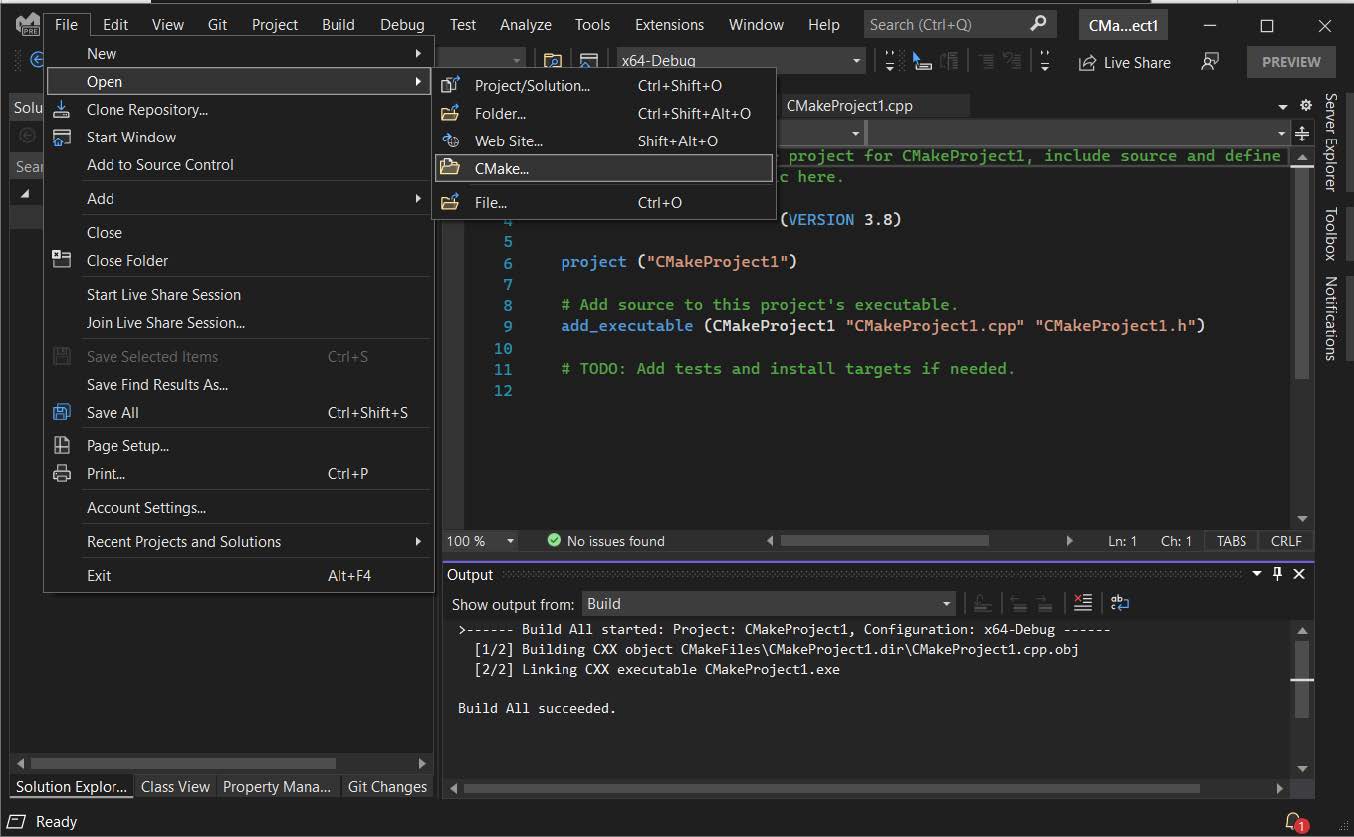 File Edit View Git Project Build Debug Test Analyze Tools Extensions Window Help Search (Ctrl+Q) CMa...ect1
PRE
New
Open
Clone Repository...
Start Window
Add to Source Control
Add
Close
Close Folder
Start Live Share Session
Join Live Share Session...
Save Selected Items Ctrl+S
Save Find Results As...
Save All Ctrl+Shift+S
Page Setup...
Print... Ctrl+P
Account Settings...
Recent Projects and Solutions
Exit Alt+F4
Project/Solution... Ctrl+Shift+O
Folder... Ctrl+Shift+Alt+O
Web Site... Shift+Alt+O
CMake...
File... Ctrl+O
x64-Debug
Live Share
PREVIEW
Solu
Sear
CMakeProject1.cpp
project for CMakeProject1, include source and define
c here.
4 (VERSION 3.8)
5
6 project ("CMakeProject1")
7
8 # Add source to this project's executable.
9 add_executable (CMakeProject1 "CMakeProject1.cpp" "CMakeProject1.h")
10
11 # TODO: Add tests and install targets if needed.
12
Server Explorer
Toolbox
Notifications
100 % No issues found Ln: 1 Ch: 1 TABS CRLF
Output
Show output from: Build
>------ Build All started: Project: CMakeProject1, Configuration: x64-Debug ------
[1/2] Building CXX object CMakeFiles\CMakeProject1.dir\CMakeProject1.cpp.obj
[2/2] Linking CXX executable CMakeProject1.exe
Build All succeeded.
Solution Explor... Class View Property Mana... Git Changes
Ready
1